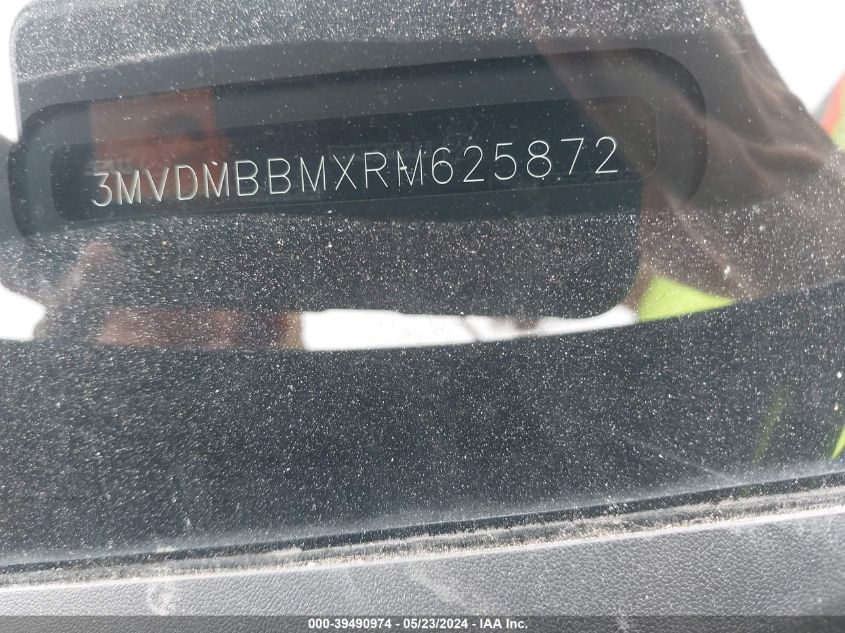 3MVDMBBMXRM625872
000-39490974 / 05/23/2024 / IAA Inc.